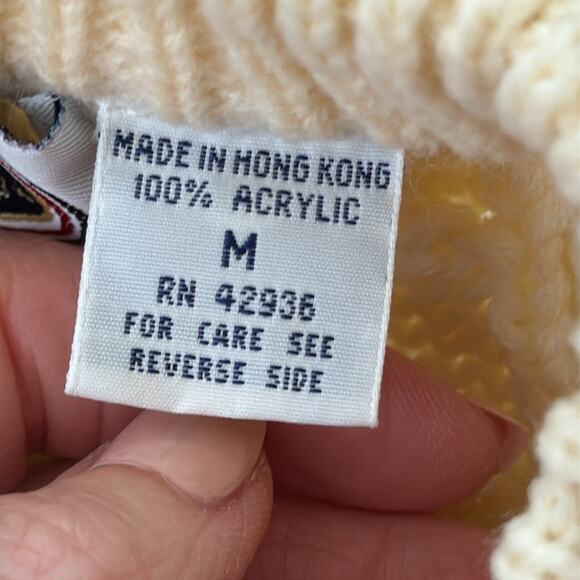 MADE IN HONG KONG
100% ACRYLIC
M
RN 42936
FOR CARE SEE
REVERSE SIDE